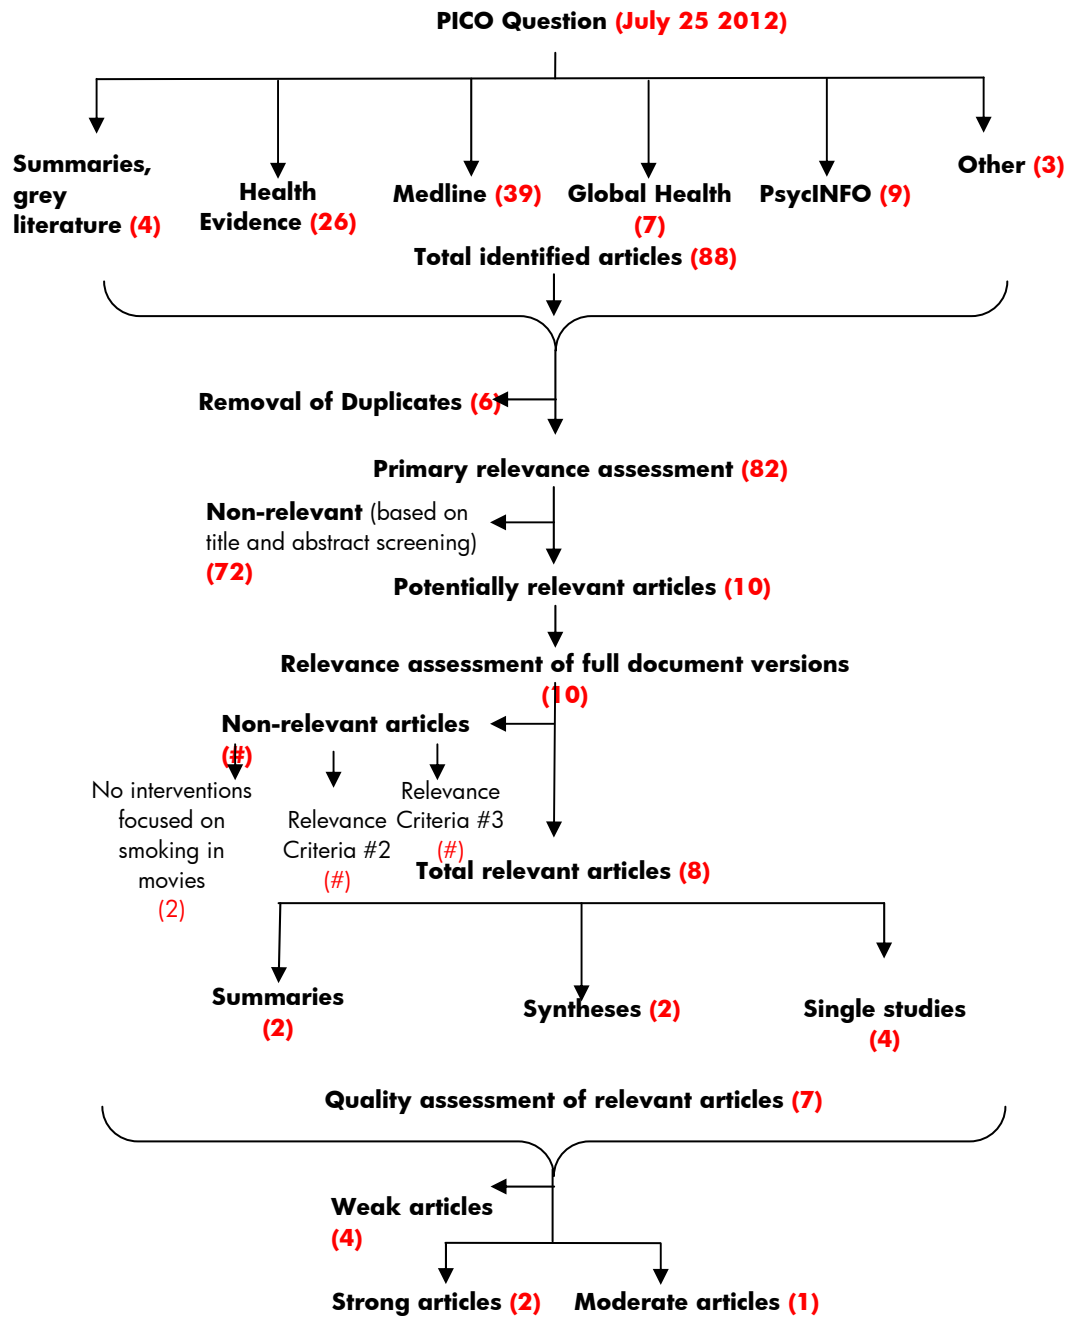 PICO Question (July 25 2012)
Summaries,
grey
literature (4)
Health
Evidence (26)
Medline (39)
Global Health
(7)
PsycINFO (9)
Other (3)
Total identified articles (88)
Removal of Duplicates (6)
Primary relevance assessment (82)
Non-relevant (based on
title and abstract screening)
(72)
Potentially relevant articles (10)
Relevance assessment of full document versions
(10)
Non-relevant articles
(#)
No interventions
focused on
smoking in
movies
(2)
Relevance
Criteria #2
(#)
Relevance
Criteria #3
(#)
Total relevant articles (8)
Summaries
(2)
Syntheses (2)
Single studies
(4)
Quality assessment of relevant articles (7)
Weak articles
(4)
Strong articles (2)
Moderate articles (1)